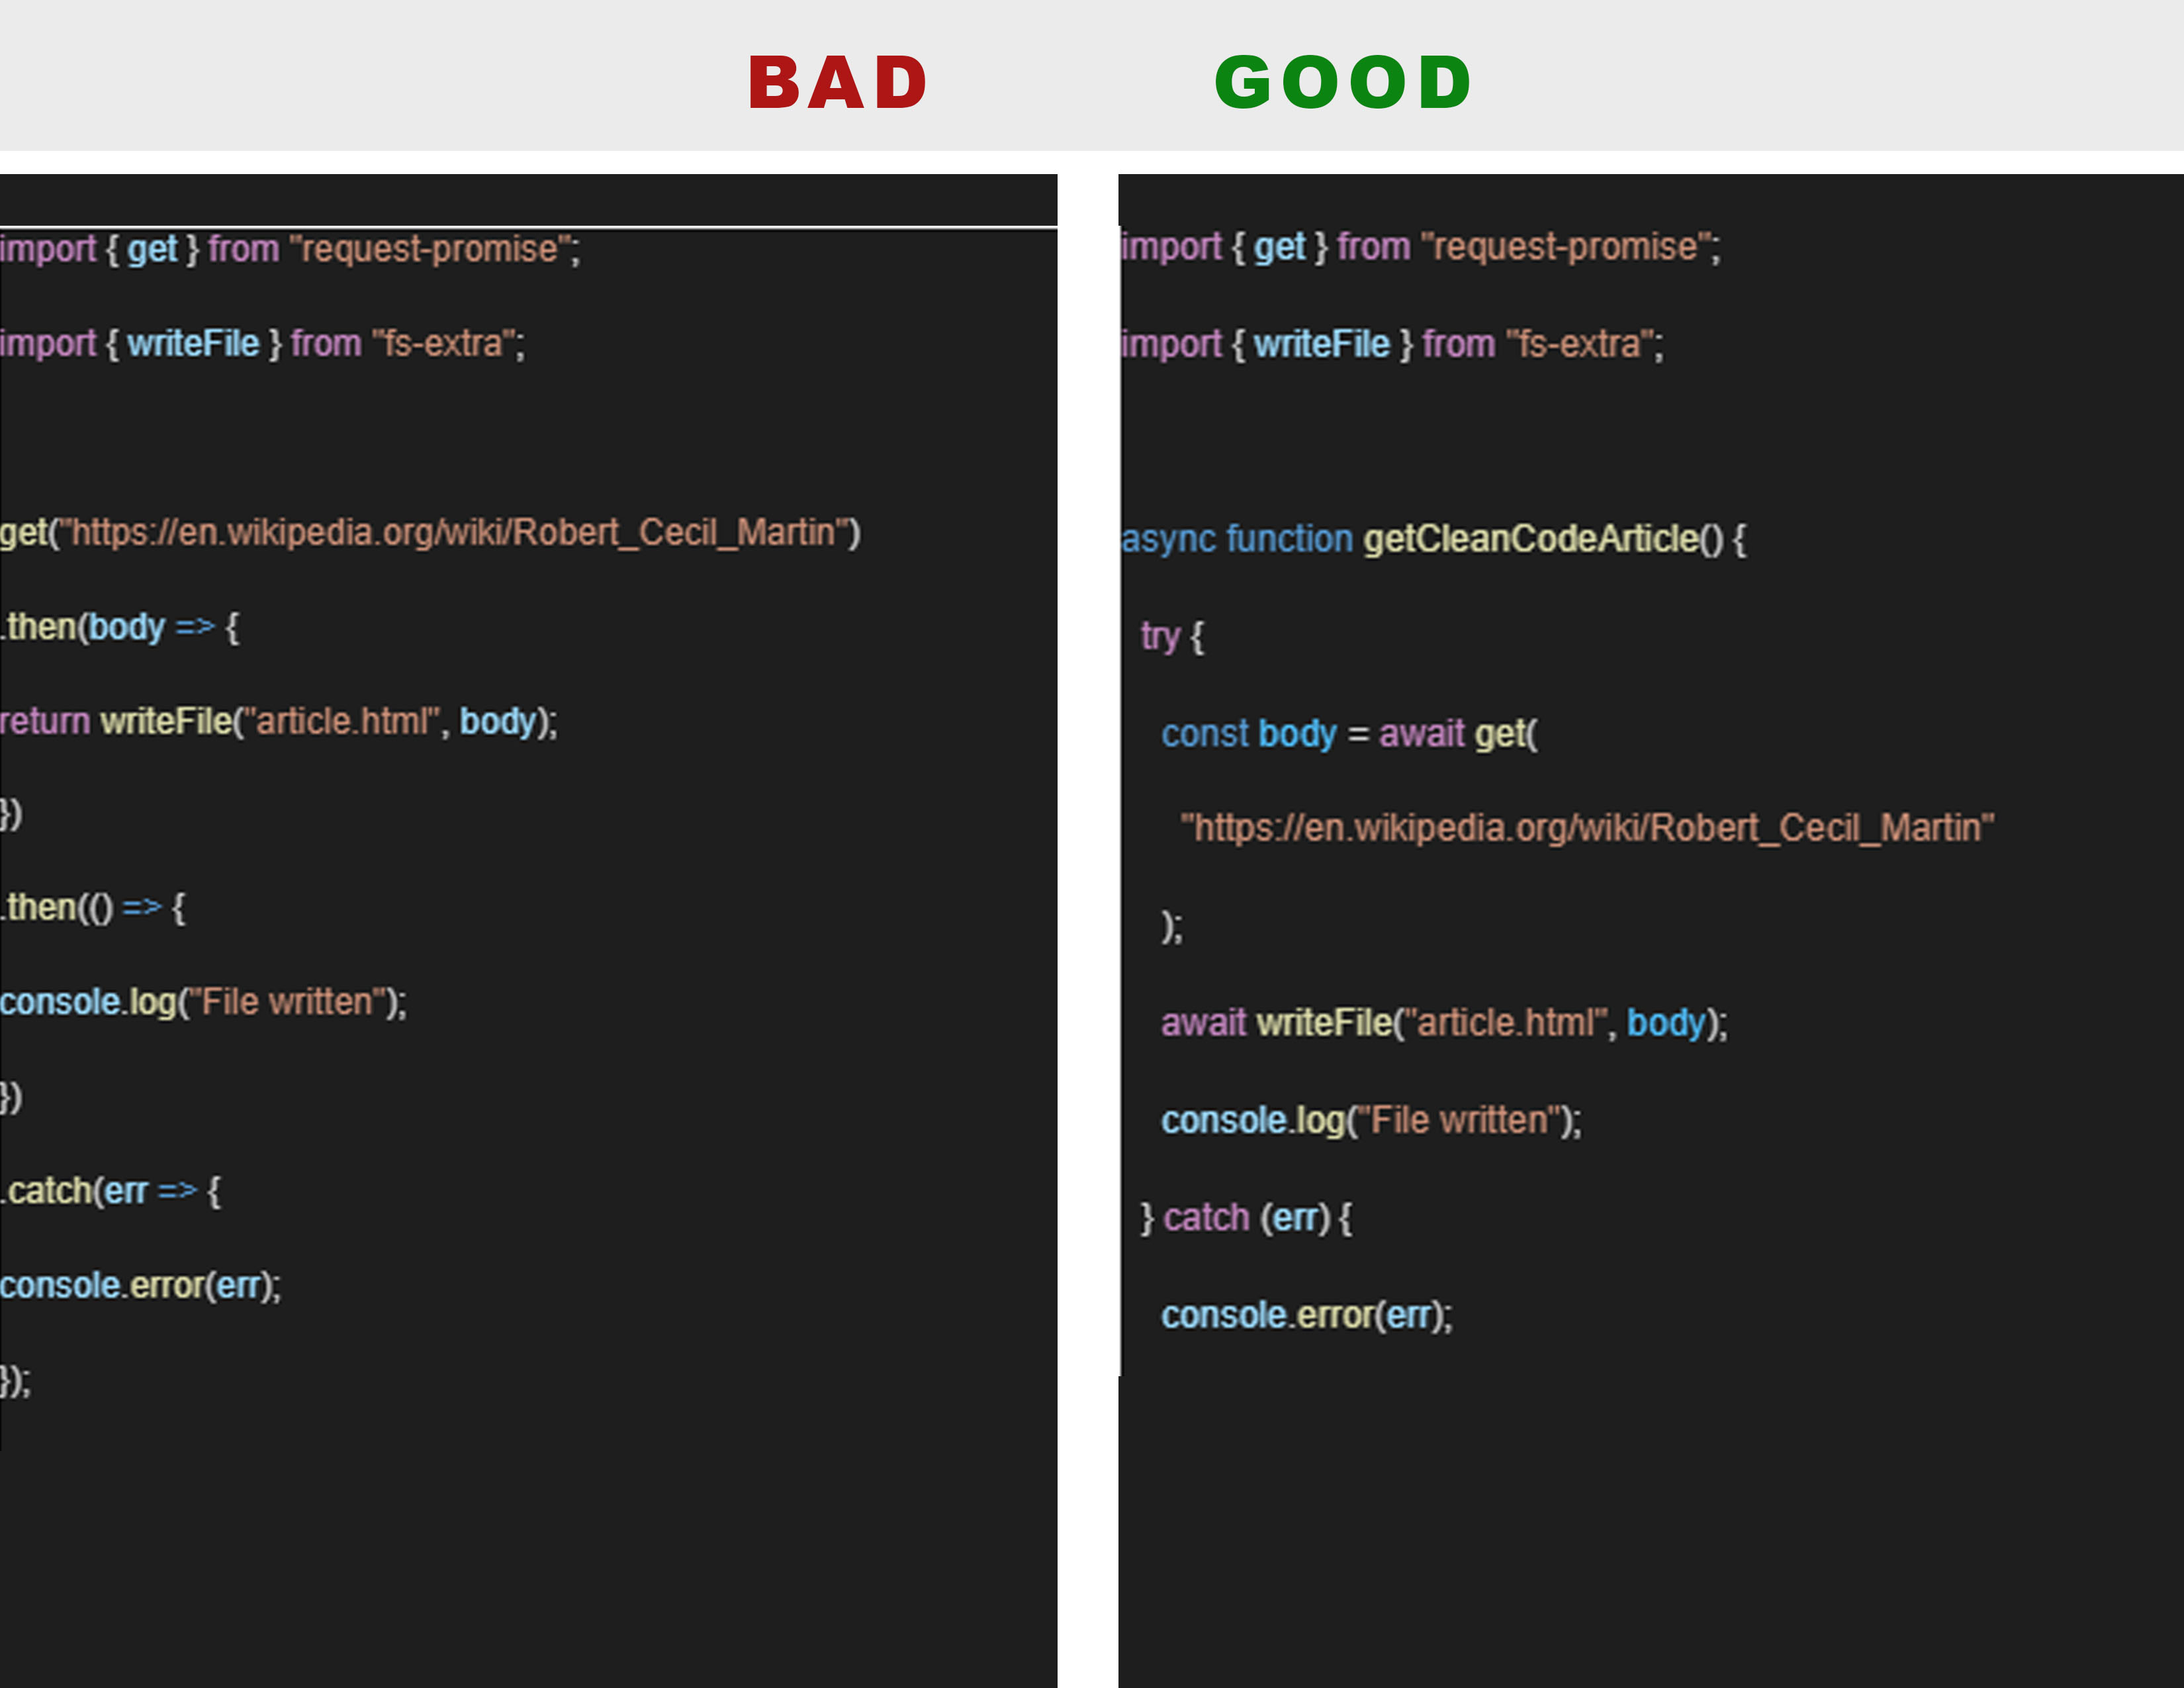 BAD GOOD
import { get } from "request-promise";
import { writeFile } from "fs-extra";
get("https://en.wikipedia.org/wiki/Robert_Cecil_Martin")
.then(body => {
return writeFile("article.html", body);
})
.then(() => {
console.log("File written");
})
.catch(err => {
console.error(err);
});
import { get } from "request-promise";
import { writeFile } from "fs-extra";
async function getCleanCodeArticle() {
try {
const body = await get(
"https://en.wikipedia.org/wiki/Robert_Cecil_Martin"
);
await writeFile("article.html", body);
console.log("File written");
} catch (err) {
console.error(err);